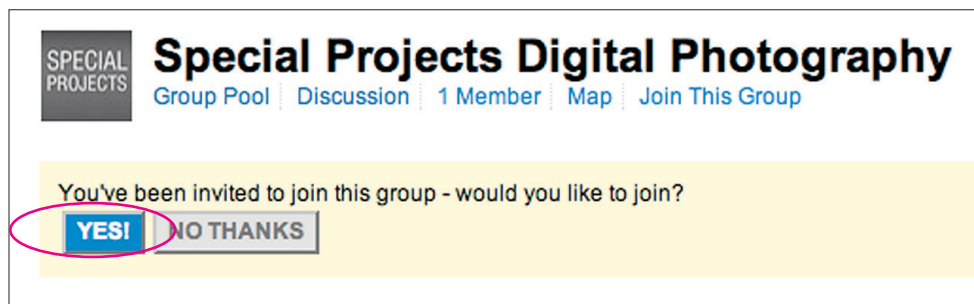 SPECIAL
PROJECTS
Special Projects Digital Photography
Group Pool Discussion 1 Member Map Join This Group
You've been invited to join this group - would you like to join?
YES! NO THANKS